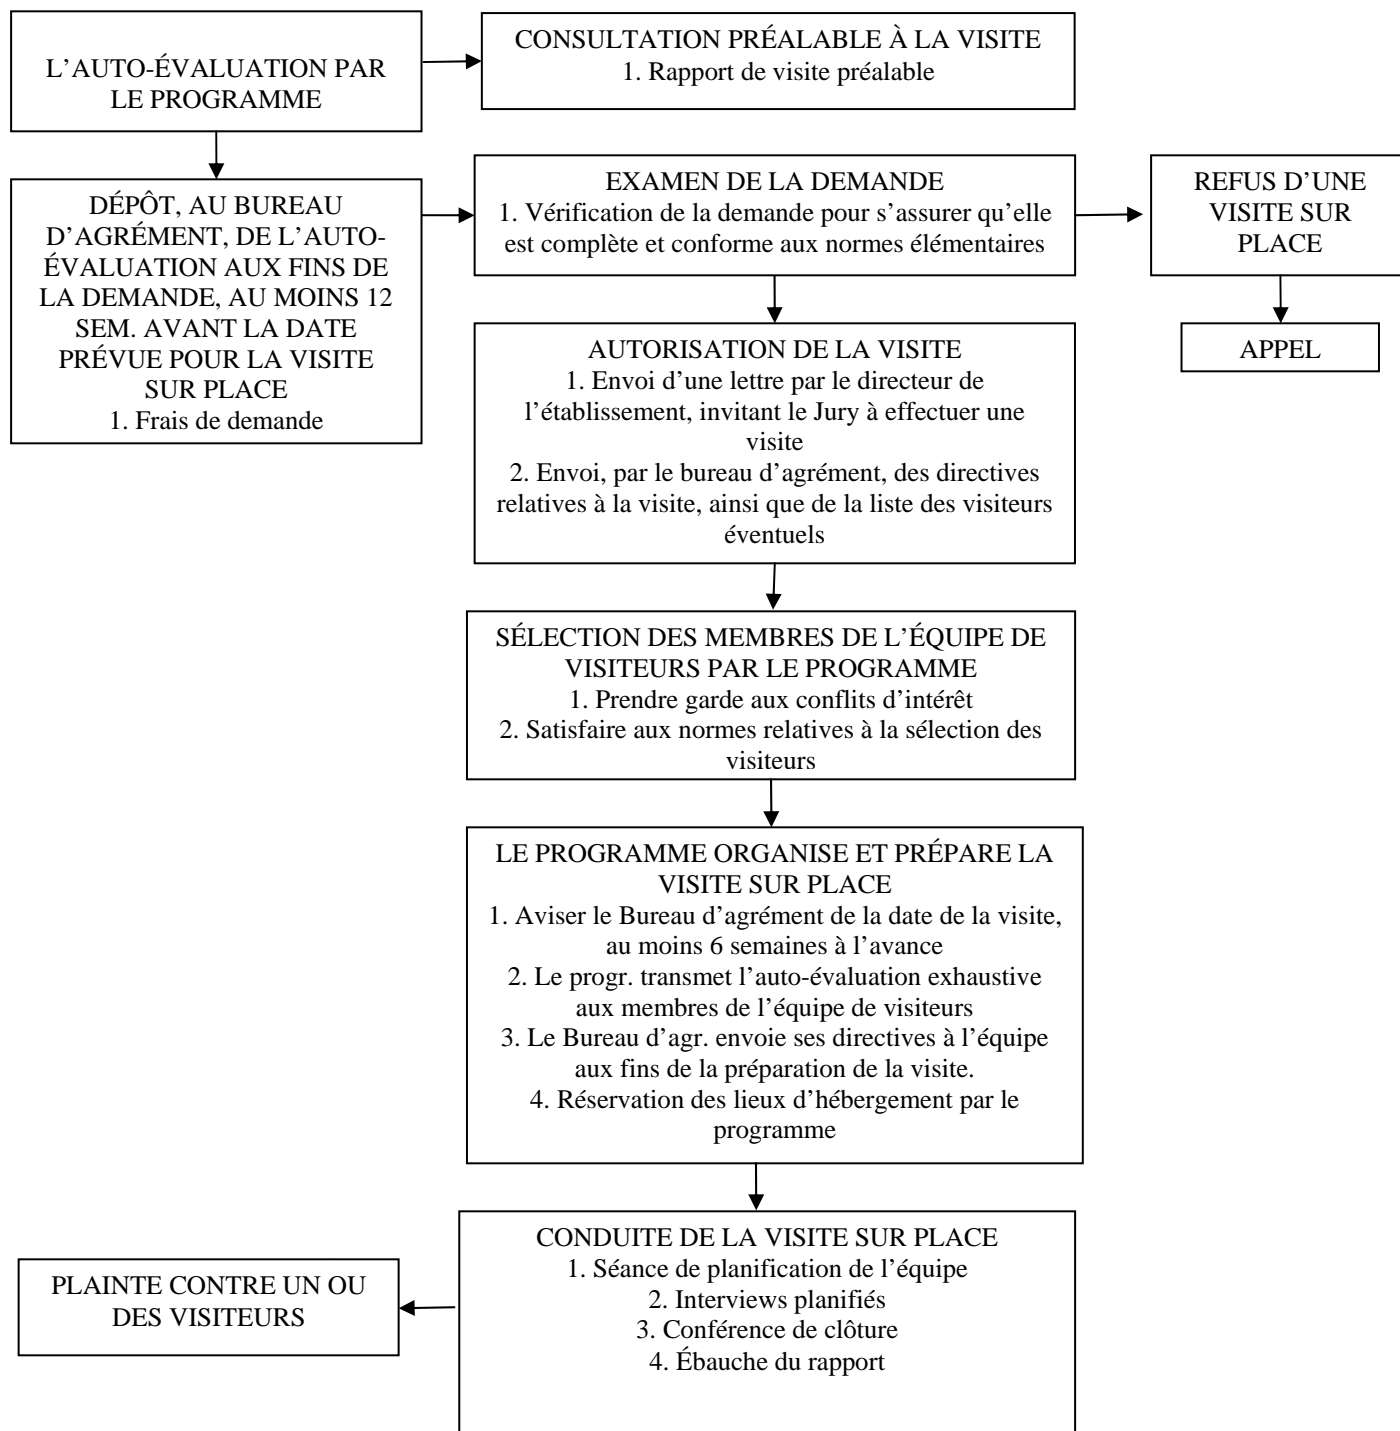 L’AUTO-ÉVALUATION PAR
LE PROGRAMME
CONSULTATION PRÉALABLE À LA VISITE
1. Rapport de visite préalable
DÉPÔT, AU BUREAU
D’AGRÉMENT, DE L’AUTO-
ÉVALUATION AUX FINS DE
LA DEMANDE, AU MOINS 12
SEM. AVANT LA DATE
PRÉVUE POUR LA VISITE
SUR PLACE
1. Frais de demande
EXAMEN DE LA DEMANDE
1. Vérification de la demande pour s’assurer qu’elle
est complète et conforme aux normes élémentaires
REFUS D’UNE
VISITE SUR
PLACE
APPEL
AUTORISATION DE LA VISITE
1. Envoi d’une lettre par le directeur de
l’établissement, invitant le Jury à effectuer une
visite
2. Envoi, par le bureau d’agrément, des directives
relatives à la visite, ainsi que de la liste des visiteurs
éventuels
SÉLECTION DES MEMBRES DE L’ÉQUIPE DE
VISITEURS PAR LE PROGRAMME
1. Prendre garde aux conflits d’intérêt
2. Satisfaire aux normes relatives à la sélection des
visiteurs
LE PROGRAMME ORGANISE ET PRÉPARE LA
VISITE SUR PLACE
1. Aviser le Bureau d’agrément de la date de la visite,
au moins 6 semaines à l’avance
2. Le progr. transmet l’auto-évaluation exhaustive
aux membres de l’équipe de visiteurs
3. Le Bureau d’agr. envoie ses directives à l’équipe
aux fins de la préparation de la visite.
4. Réservation des lieux d’hébergement par le
programme
CONDUITE DE LA VISITE SUR PLACE
1. Séance de planification de l’équipe
2. Interviews planifiés
3. Conférence de clôture
4. Ébauche du rapport
PLAINTE CONTRE UN OU
DES VISITEURS